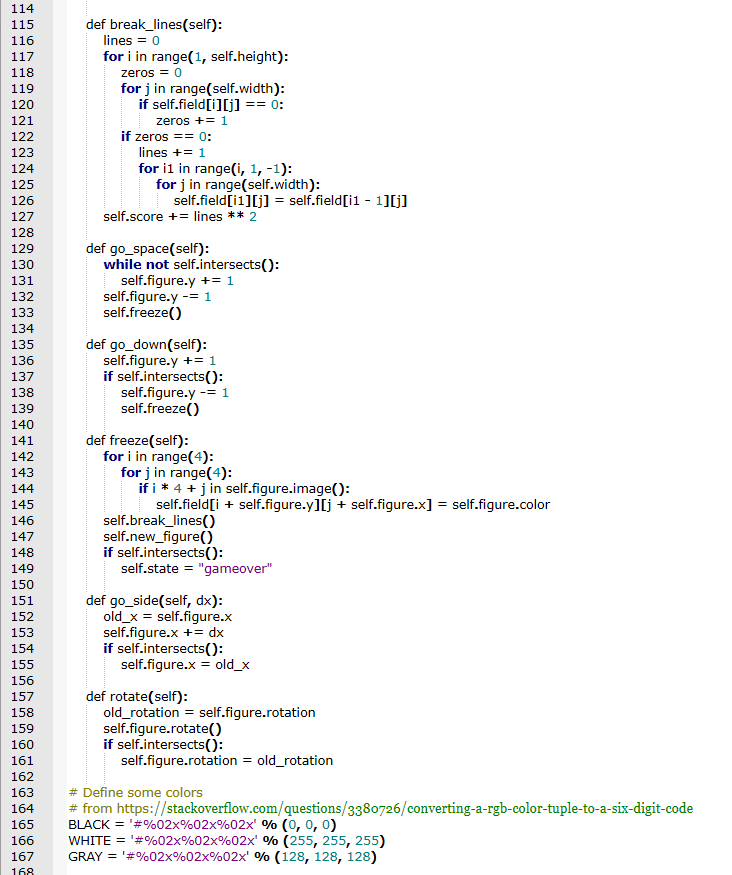 114
115 def break_lines(self):
116 lines = 0
117 for i in range(1, self.height):
118 zeros = 0
119 for j in range(self.width):
120 if self.field[i][j] == 0:
121 zeros += 1
122 if zeros == 0:
123 lines += 1
124 for i1 in range(i, 1, -1):
125 for j in range(self.width):
126 self.field[i1][j] = self.field[i1 - 1][j]
127 self.score += lines ** 2
128
129 def go_space(self):
130 while not self.intersects():
131 self.figure.y += 1
132 self.figure.y -= 1
133 self.freeze()
134
135 def go_down(self):
136 self.figure.y += 1
137 if self.intersects():
138 self.figure.y -= 1
139 self.freeze()
140
141 def freeze(self):
142 for i in range(4):
143 for j in range(4):
144 if i * 4 + j in self.figure.image():
145 self.field[i + self.figure.y][j + self.figure.x] = self.figure.color
146 self.break_lines()
147 self.new_figure()
148 if self.intersects():
149 self.state = "gameover"
150
151 def go_side(self, dx):
152 old_x = self.figure.x
153 self.figure.x += dx
154 if self.intersects():
155 self.figure.x = old_x
156
157 def rotate(self):
158 old_rotation = self.figure.rotation
159 self.figure.rotate()
160 if self.intersects():
161 self.figure.rotation = old_rotation
162
163 # Define some colors
164 # from https://stackoverflow.com/questions/3380726/converting-a-rgb-color-tuple-to-a-six-digit-code
165 BLACK = '#%02x%02x%02x' % (0, 0, 0)
166 WHITE = '#%02x%02x%02x' % (255, 255, 255)
167 GRAY = '#%02x%02x%02x' % (128, 128, 128)
168